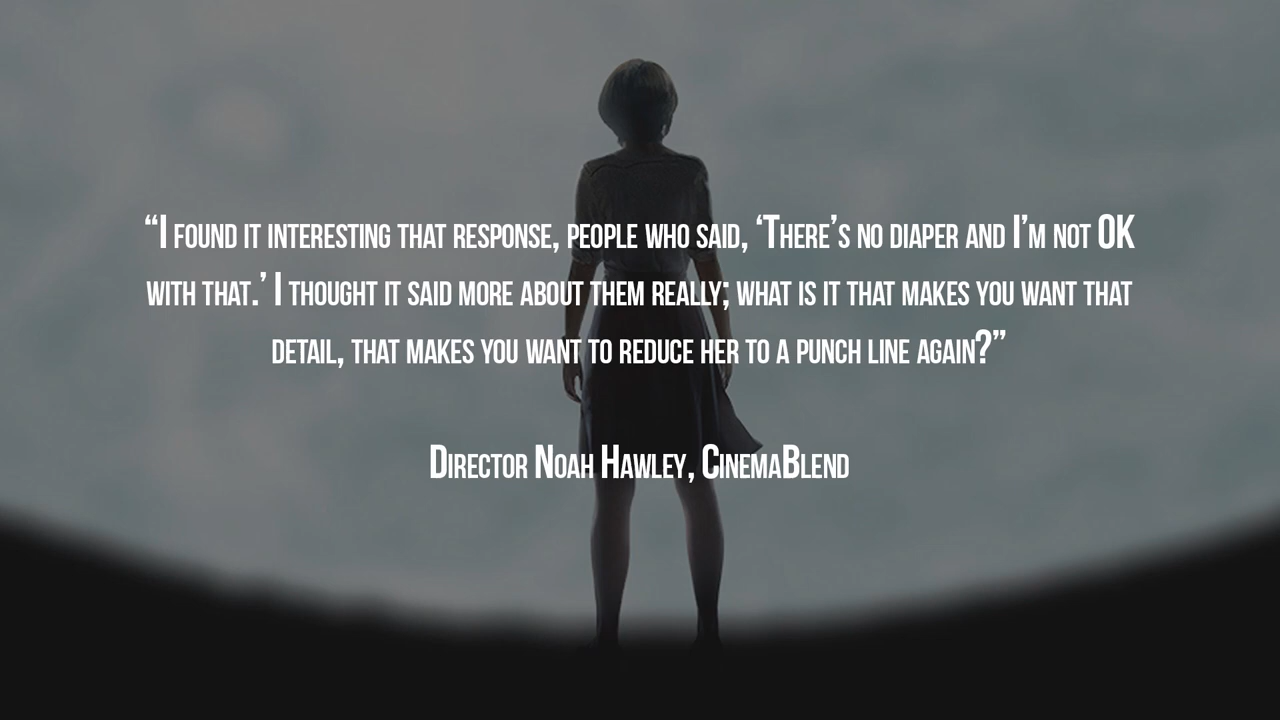 “I found it interesting that response, people who said, ‘There’s no diaper and I’m not OK
with that.’ I thought it said more about them really; what is it that makes you want that
detail, that makes you want to reduce her to a punch line again?”
Director Noah Hawley, CinemaBlend